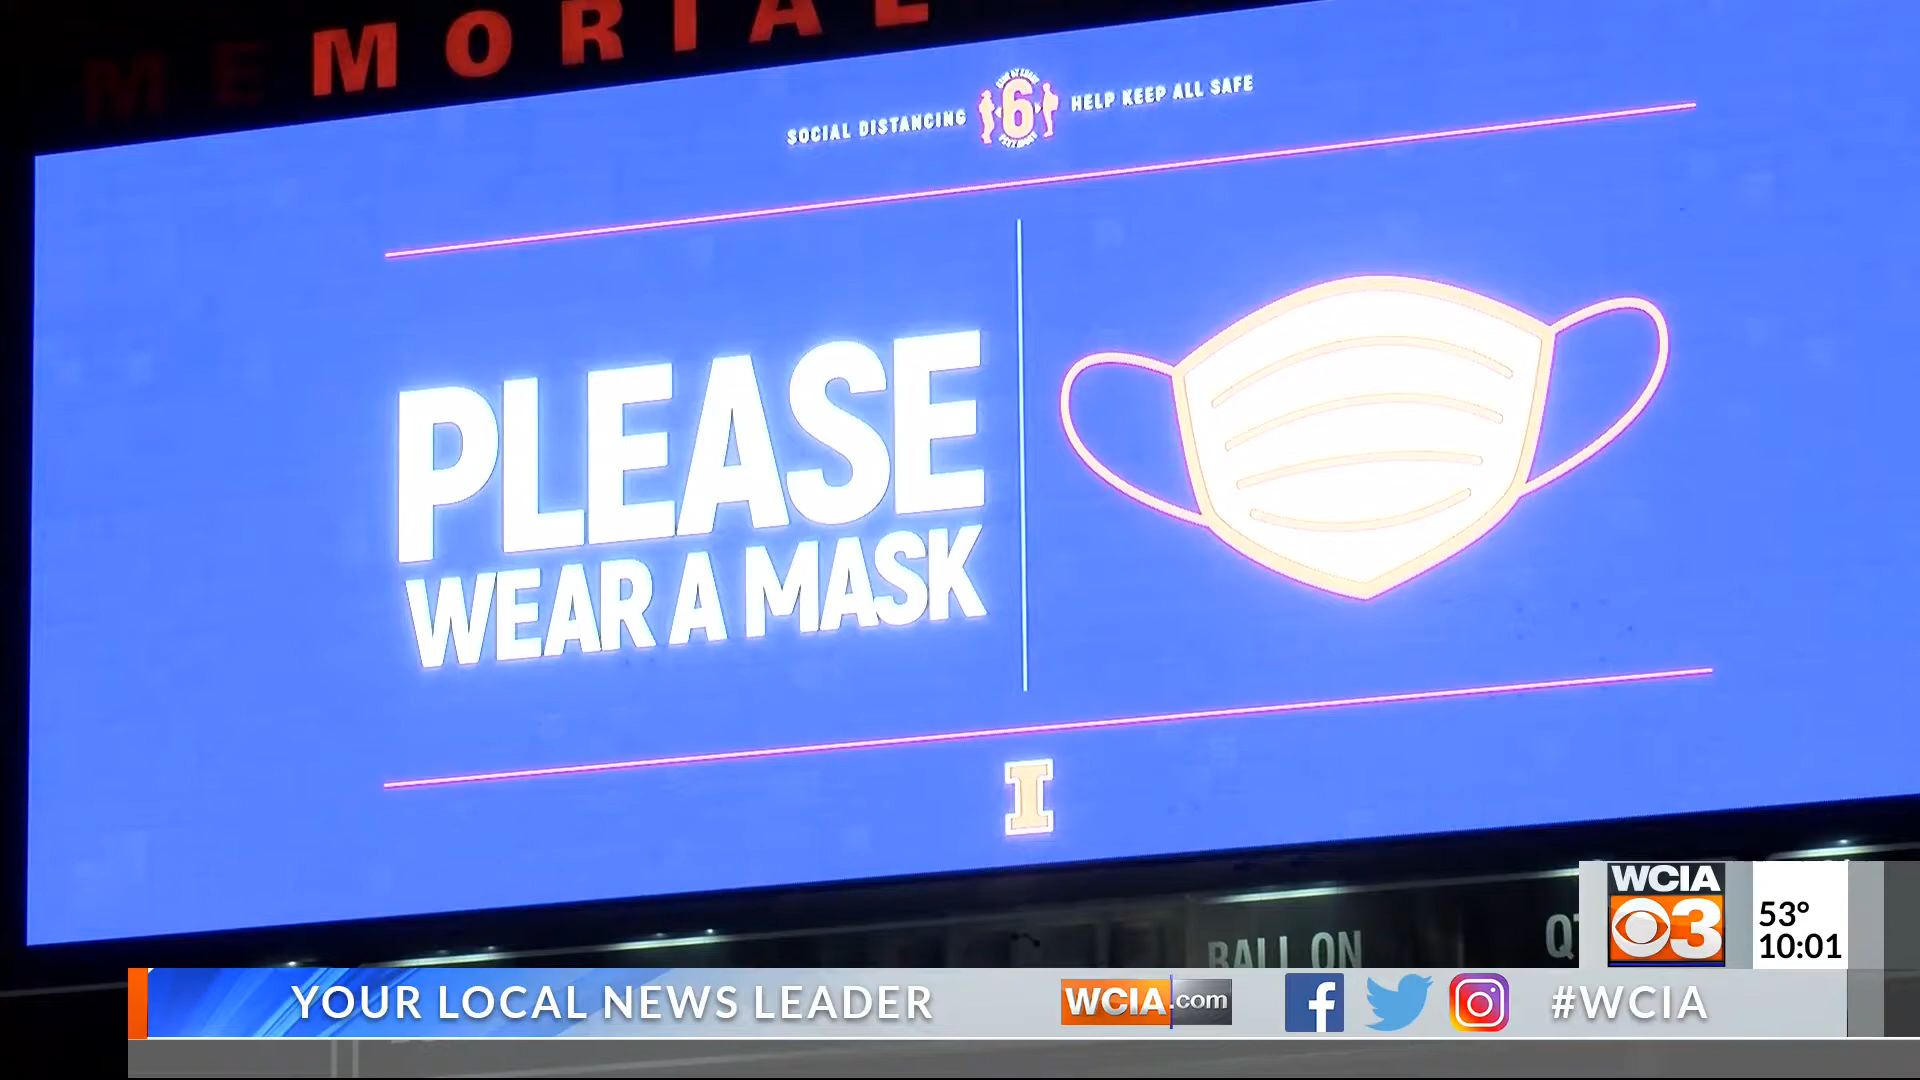 MEMORIAL
SOCIAL DISTANCING 6 HELP KEEP ALL SAFE
PLEASE
WEAR A MASK
I
BALL ON
WCIA
3
53°
10:01
YOUR LOCAL NEWS LEADER WCIA.com #WCIA